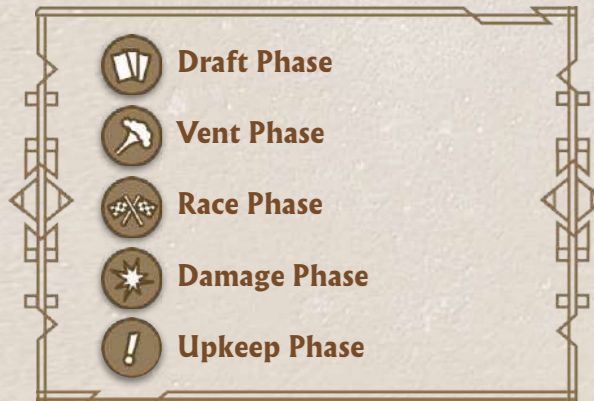 Draft Phase
Vent Phase
Race Phase
Damage Phase
Upkeep Phase